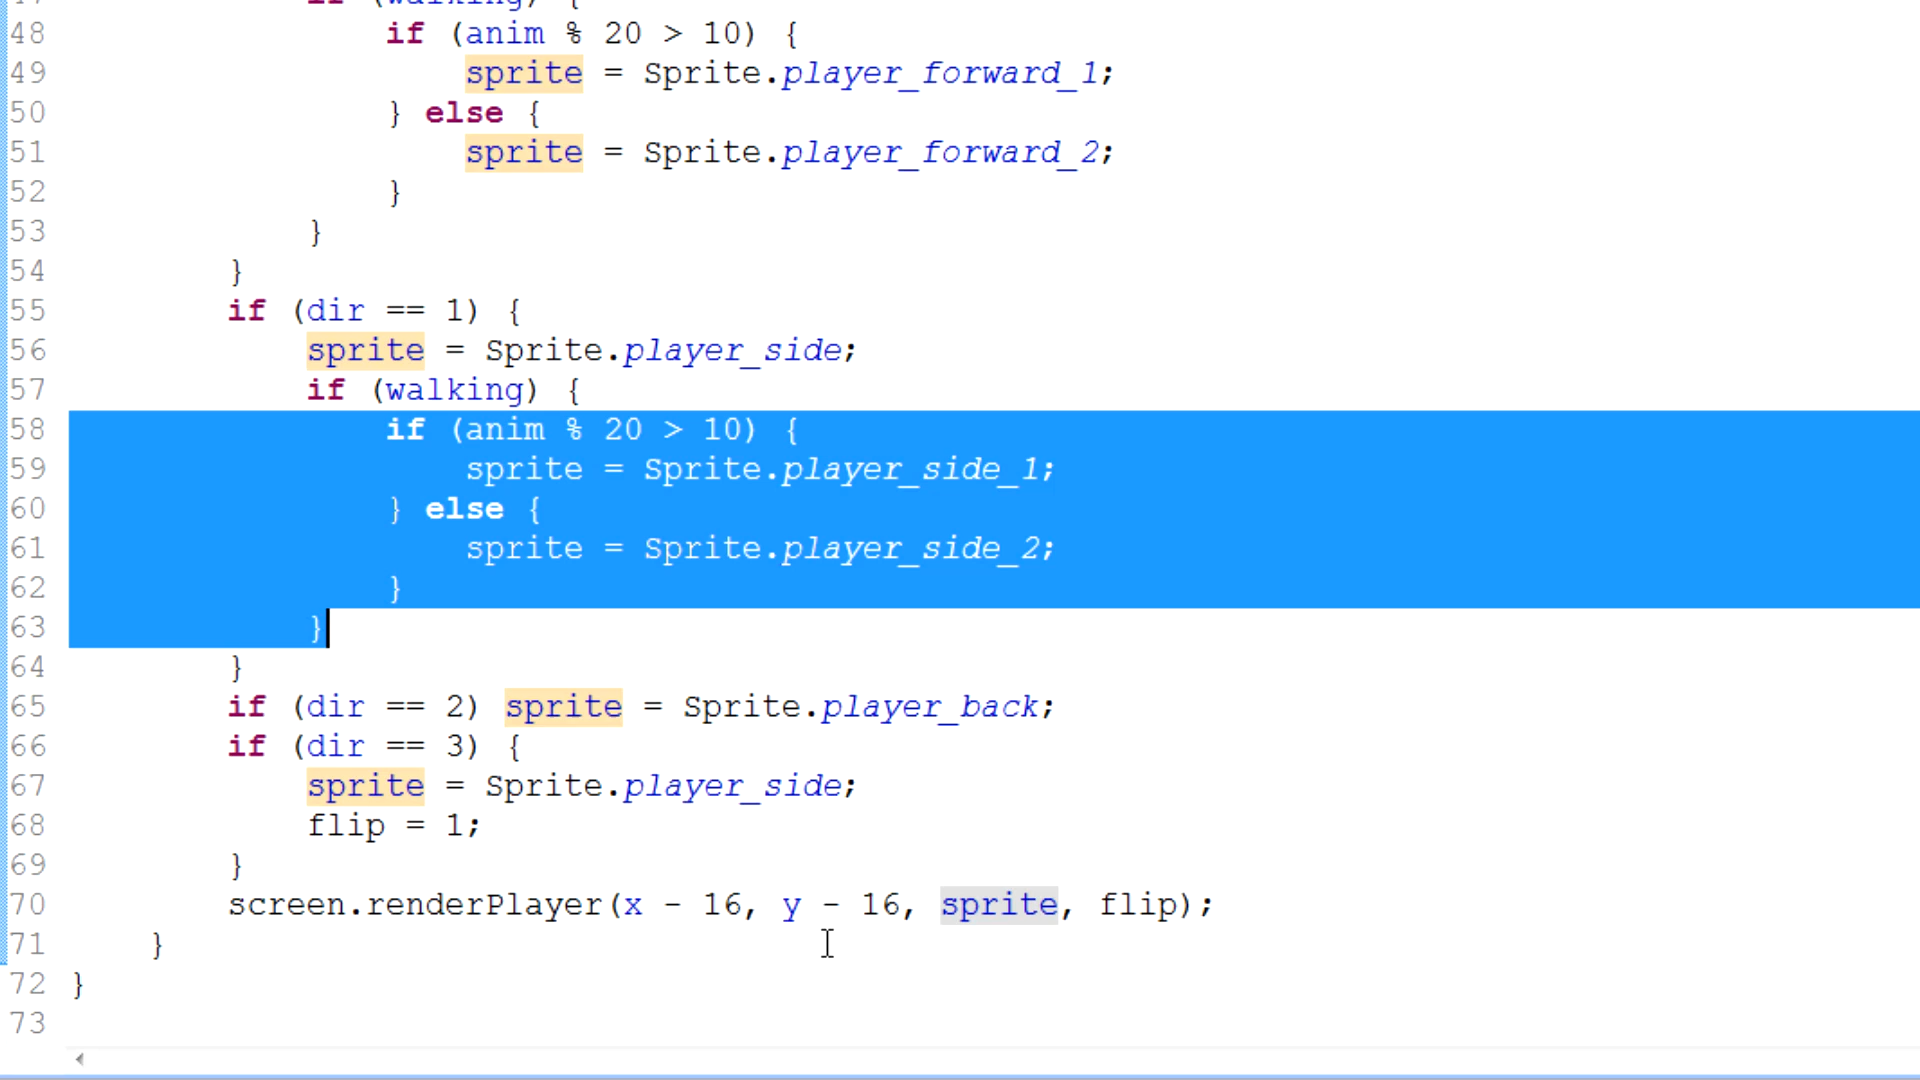 47 if (walking) {
48 if (anim % 20 > 10) {
49 sprite = Sprite.player_forward_1;
50 } else {
51 sprite = Sprite.player_forward_2;
52 }
53 }
54 }
55 if (dir == 1) {
56 sprite = Sprite.player_side;
57 if (walking) {
58 if (anim % 20 > 10) {
59 sprite = Sprite.player_side_1;
60 } else {
61 sprite = Sprite.player_side_2;
62 }
63 }
64 }
65 if (dir == 2) sprite = Sprite.player_back;
66 if (dir == 3) {
67 sprite = Sprite.player_side;
68 flip = 1;
69 }
70 screen.renderPlayer(x - 16, y - 16, sprite, flip);
71 }
72 }
73